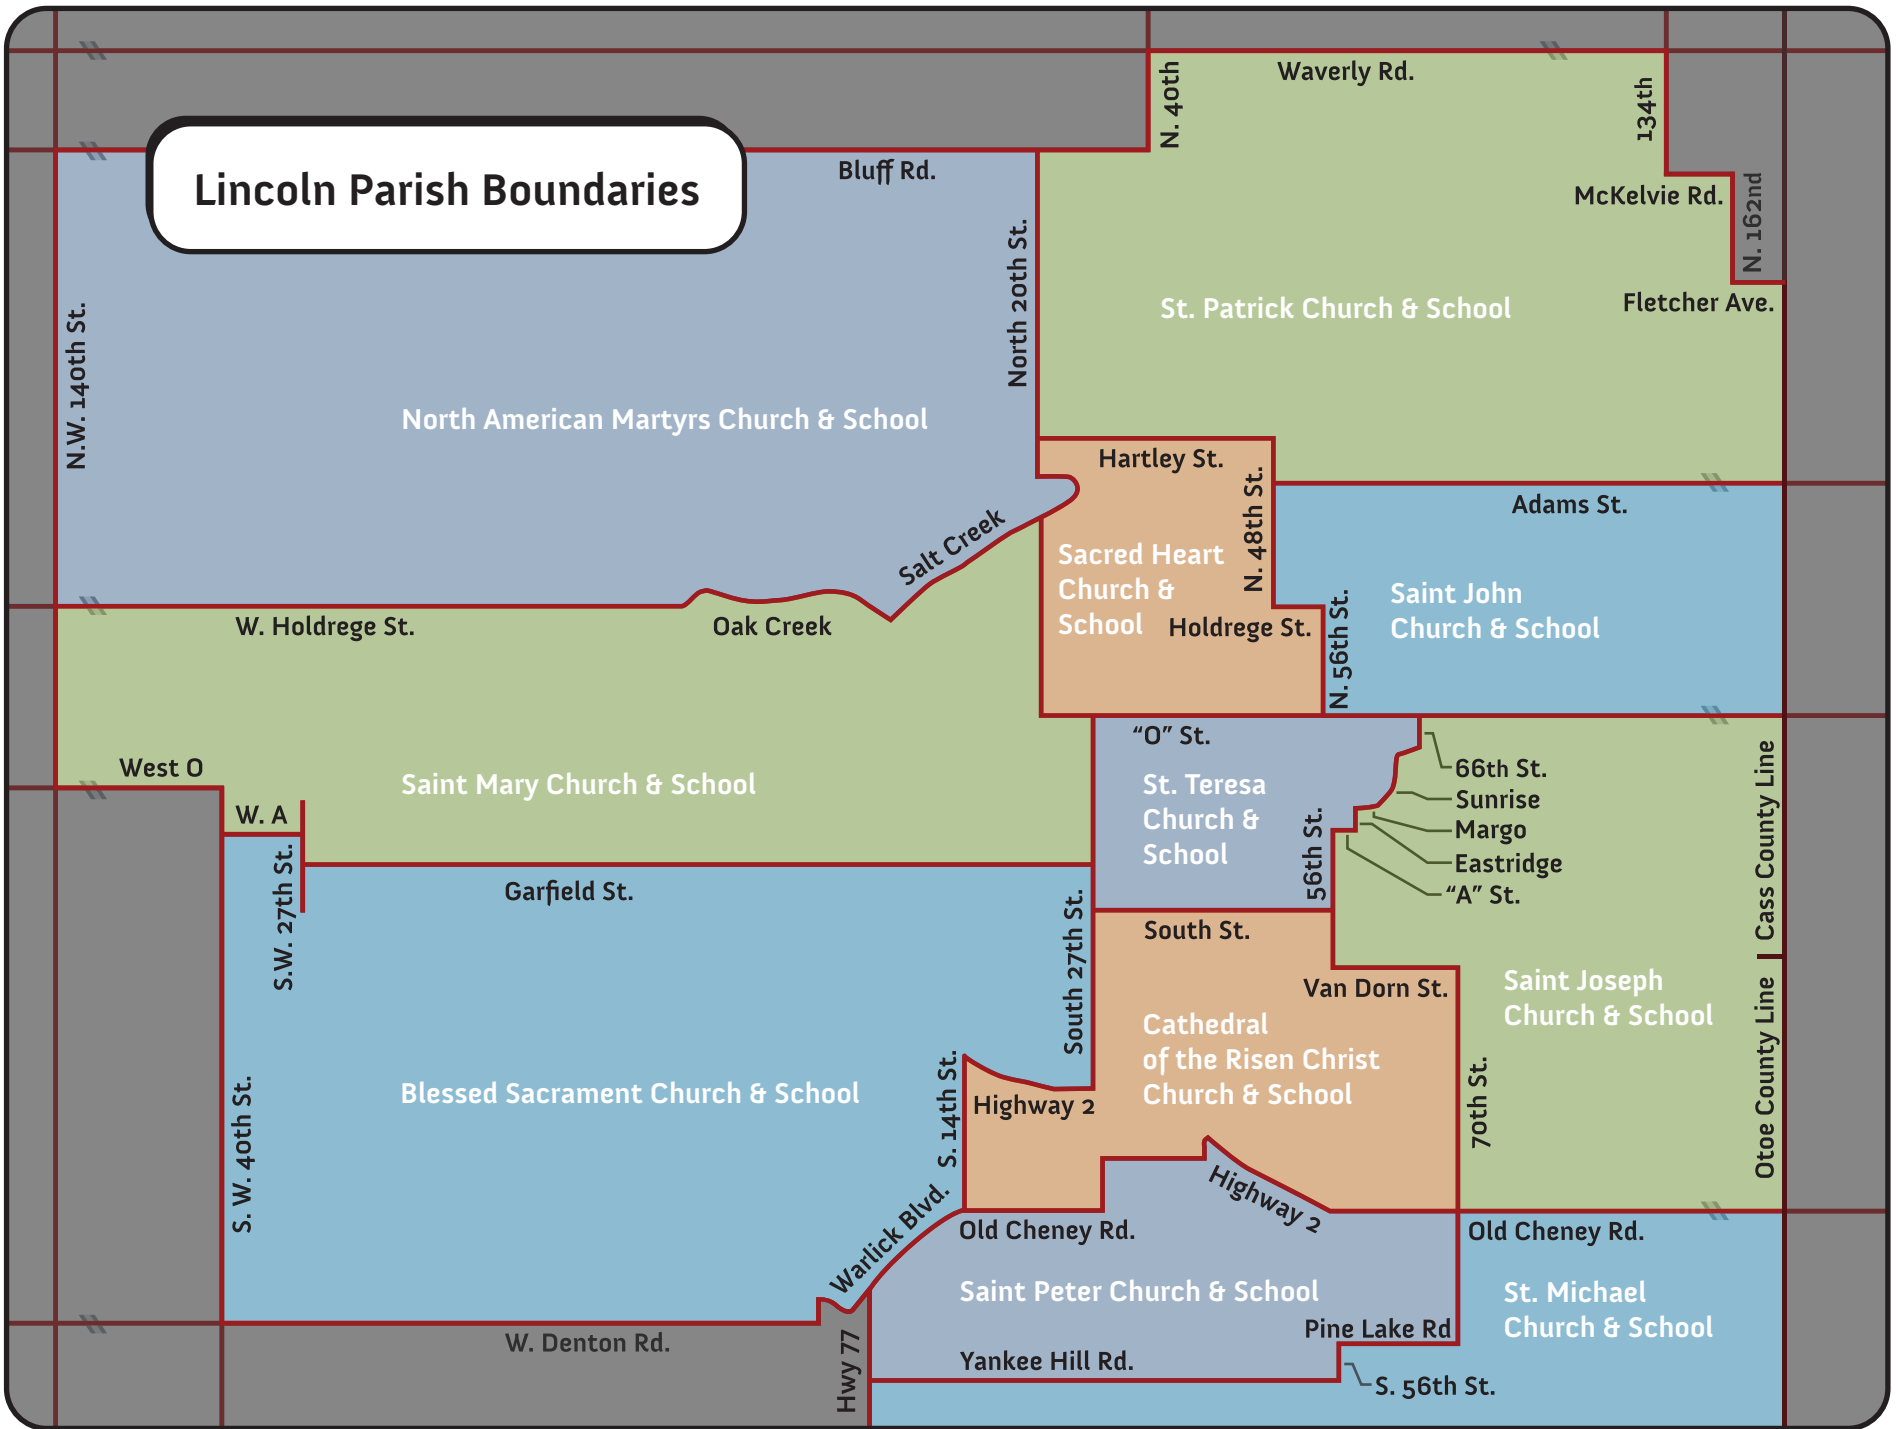 Waverly Rd.
N. 40th
134th
Lincoln Parish Boundaries
Bluff Rd.
McKelvie Rd.
N. 162nd
North 20th St.
Fletcher Ave.
St. Patrick Church & School
N.W. 140th St.
North American Martyrs Church & School
Hartley St.
N. 48th St.
Adams St.
Salt Creek
Sacred Heart
Church &
School
Saint John
Church & School
W. Holdrege St.
Oak Creek
Holdrege St.
N. 56th St.
"O" St.
West O
Saint Mary Church & School
St. Teresa
Church &
School
66th St.
Sunrise
Margo
Eastridge
"A" St.
Cass County Line
W. A
56th St.
S.W. 27th St.
Garfield St.
South 27th St.
South St.
Van Dorn St.
Saint Joseph
Church & School
Otoe County Line
Cathedral
of the Risen Christ
Church & School
70th St.
S. W. 40th St.
Blessed Sacrament Church & School
S. 14th St.
Highway 2
Highway 2
Warlick Blvd.
Old Cheney Rd.
Old Cheney Rd.
Saint Peter Church & School
St. Michael
Church & School
Pine Lake Rd
W. Denton Rd.
Hwy 77
Yankee Hill Rd.
S. 56th St.